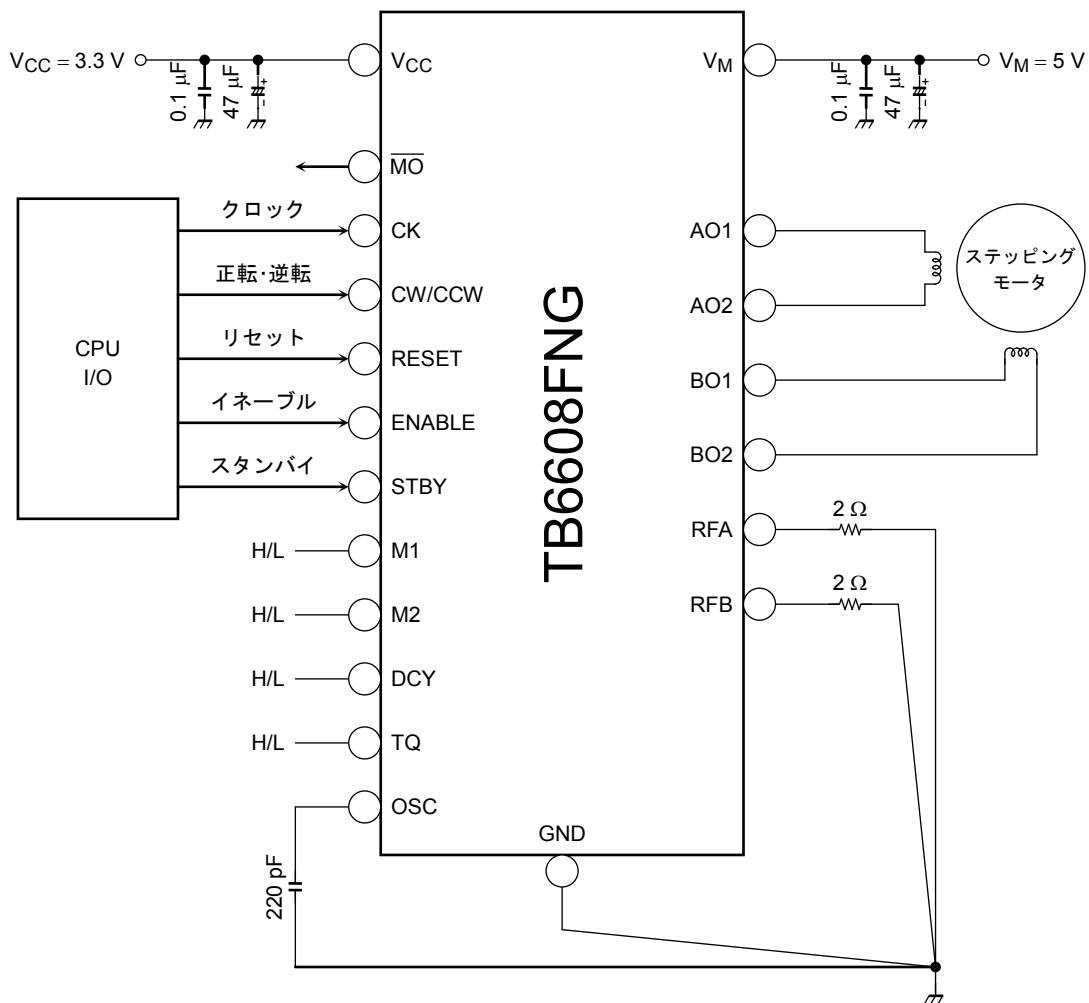 VCC = 3.3 V
0.1 μF
47 μF
VCC
VM
0.1 μF
47 μF
VM = 5 V
MO
CPU
I/O
クロック
CK
正転・逆転
CW/CCW
リセット
RESET
イネーブル
ENABLE
スタンバイ
STBY
H/L
M1
H/L
M2
H/L
DCY
H/L
TQ
OSC
220 pF
TB6608FNG
GND
AO1
AO2
ステッピング
モータ
BO1
BO2
RFA
2 Ω
RFB
2 Ω